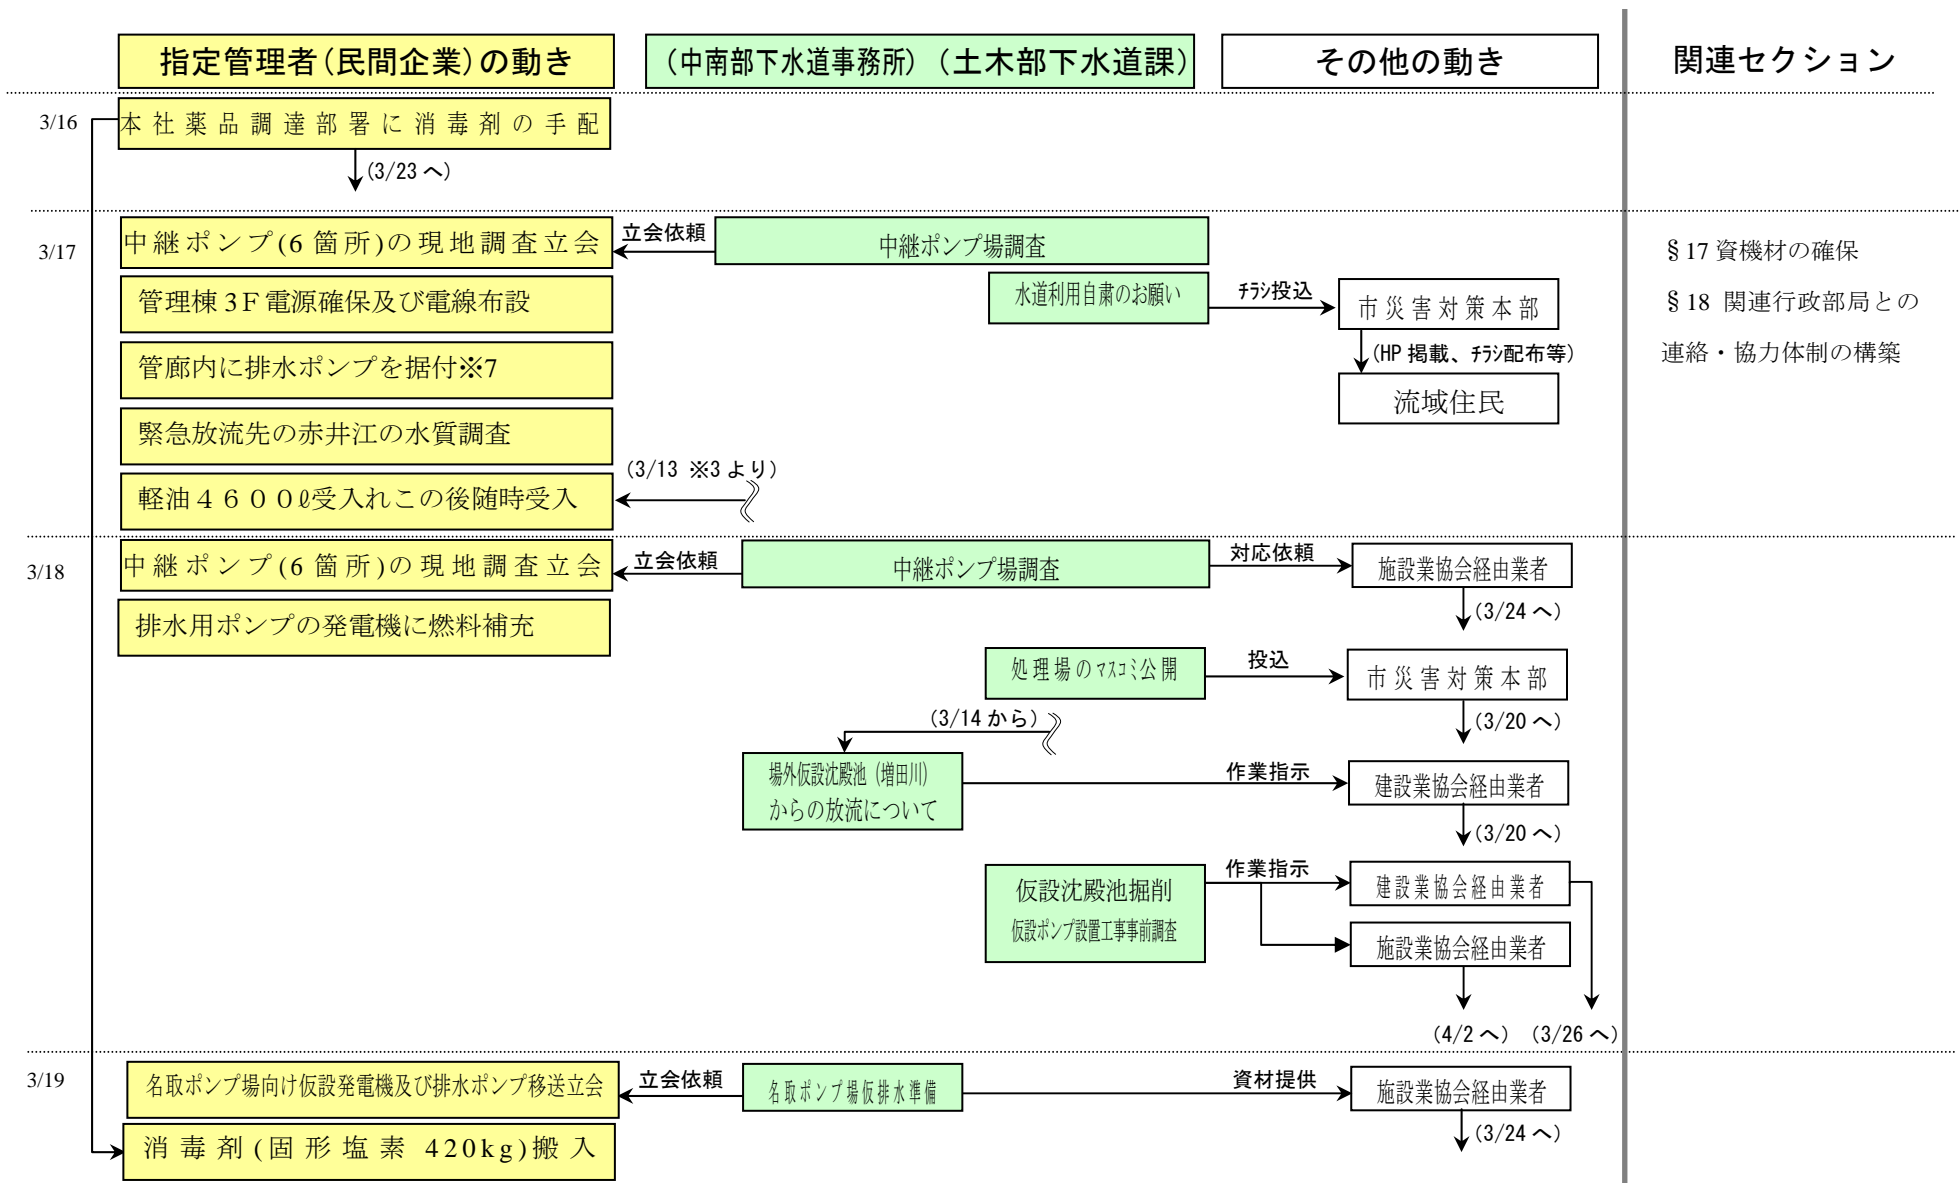 指定管理者(民間企業)の動き
(中南部下水道事務所) (土木部下水道課)
その他の動き
関連セクション
3/16
本社薬品調達部署に消毒剤の手配
(3/23 へ)
3/17
中継ポンプ(6 箇所)の現地調査立会
立会依頼
中継ポンプ場調査
管理棟 3F 電源確保及び電線布設
水道利用自粛のお願い
ﾁﾗｼ投込
市災害対策本部
(HP 掲載、ﾁﾗｼ配布等)
流域住民
管廊内に排水ポンプを据付※7
緊急放流先の赤井江の水質調査
(3/13 ※3 より)
軽油４６００ℓ受入れこの後随時受入
§17 資機材の確保
§18 関連行政部局との
連絡・協力体制の構築
3/18
中継ポンプ(6 箇所)の現地調査立会
立会依頼
中継ポンプ場調査
対応依頼
施設業協会経由業者
(3/24 へ)
排水用ポンプの発電機に燃料補充
処理場のﾏｽｺﾐ公開
投込
市災害対策本部
(3/20 へ)
(3/14 から)
場外仮設沈殿池 (増田川)
からの放流について
作業指示
建設業協会経由業者
(3/20 へ)
仮設沈殿池掘削
仮設ポンプ設置工事事前調査
作業指示
建設業協会経由業者
施設業協会経由業者
(4/2 へ)
(3/26 へ)
3/19
名取ポンプ場向け仮設発電機及び排水ポンプ移送立会
立会依頼
名取ポンプ場仮排水準備
資材提供
施設業協会経由業者
(3/24 へ)
消毒剤(固形塩素 420kg)搬入